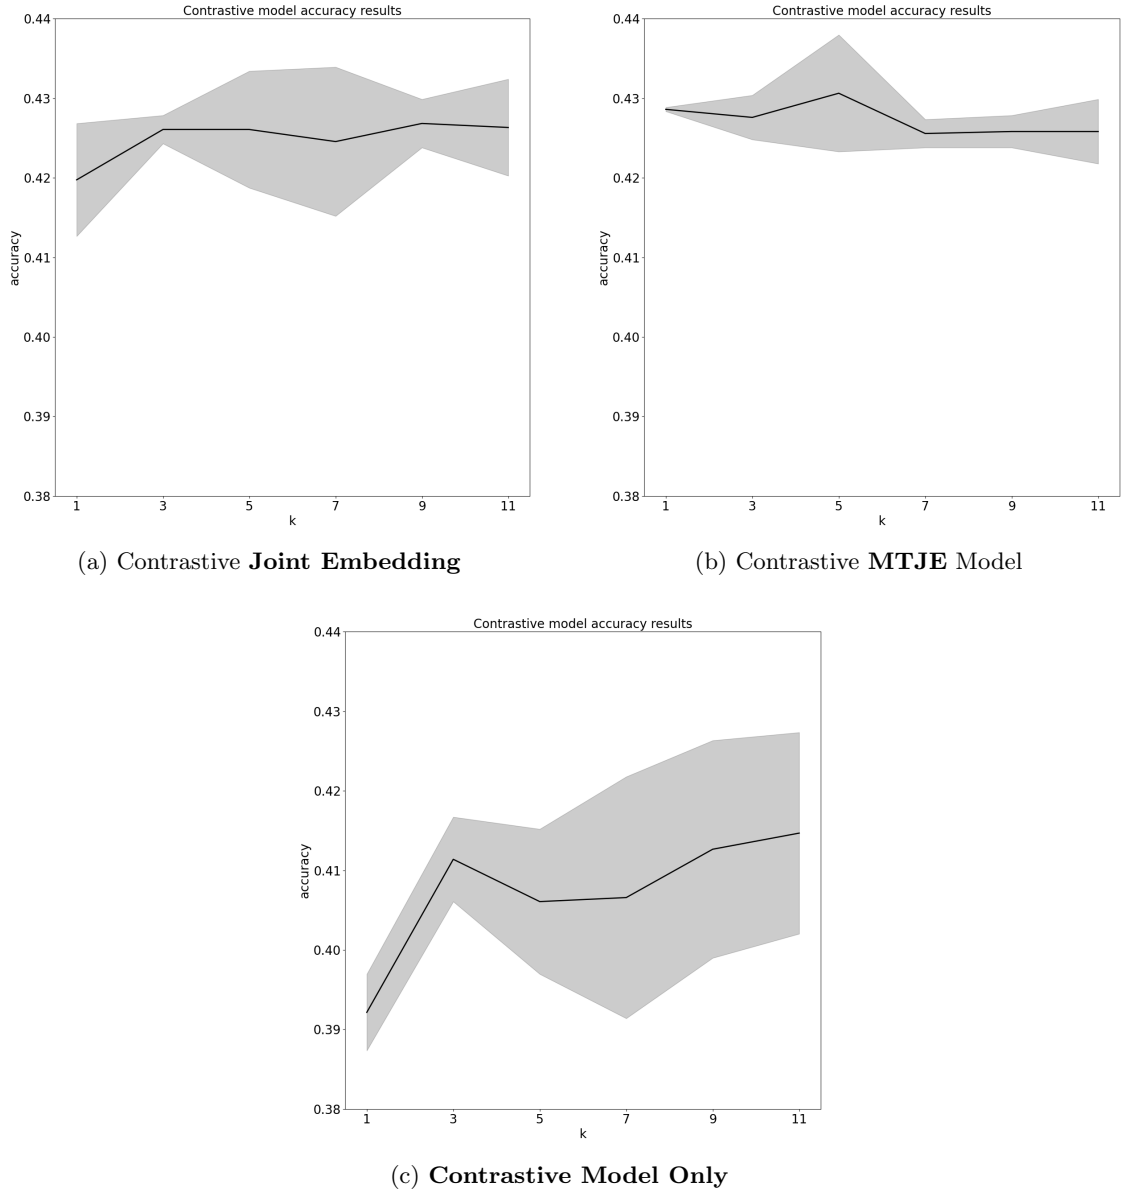 Contrastive model accuracy results
0.44
0.43
0.42
0.41
0.40
0.39
0.38
accuracy
1 3 5 7 9 11
k
(a) Contrastive Joint Embedding
Contrastive model accuracy results
0.44
0.43
0.42
0.41
0.40
0.39
0.38
accuracy
1 3 5 7 9 11
k
(b) Contrastive MTJE Model
Contrastive model accuracy results
0.44
0.43
0.42
0.41
0.40
0.39
0.38
accuracy
1 3 5 7 9 11
k
(c) Contrastive Model Only